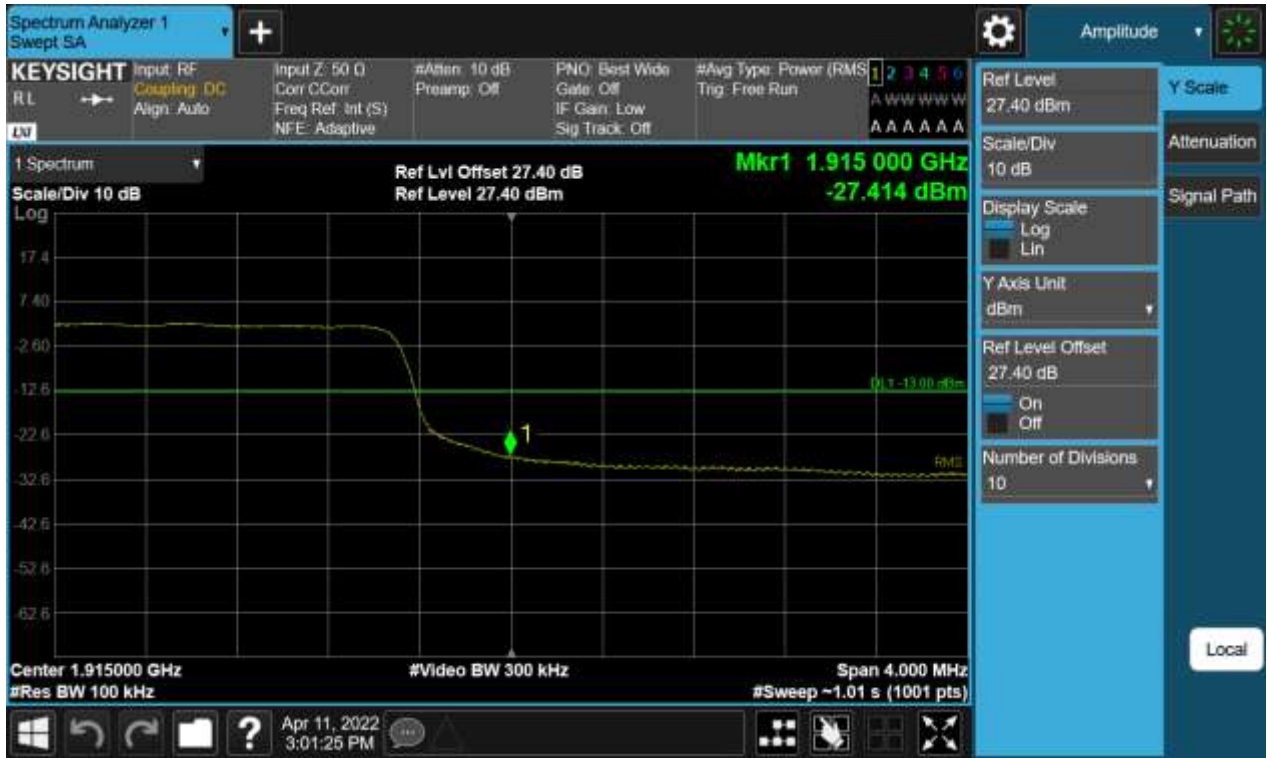 Spectrum Analyzer 1
Swept SA
Amplitude
KEYSIGHT
RL
LXI
Input: RF
Coupling: DC
Align: Auto
Input Z: 50 Ω
Corr CCorr
Freq Ref: Int (S)
NFE: Adaptive
#Atten: 10 dB
Preamp: Off
PNO: Best Wide
Gate: Off
IF Gain: Low
Sig Track: Off
#Avg Type: Power (RMS
Trig: Free Run
1 2 3 4 5 6
A W W W W W
A A A A A A
1 Spectrum
Scale/Div 10 dB
Log
Ref Lvl Offset 27.40 dB
Ref Level 27.40 dBm
Mkr1 1.915 000 GHz
-27.414 dBm
17.4
7.40
-2.60
-12.6
-22.6
-32.6
-42.6
-52.6
-62.6
DL1 -13.00 dBm
1
RMS
Center 1.915000 GHz
#Res BW 100 kHz
#Video BW 300 kHz
Span 4.000 MHz
#Sweep ~1.01 s (1001 pts)
Ref Level
27.40 dBm
Scale/Div
10 dB
Display Scale
Log
Lin
Y Axis Unit
dBm
Ref Level Offset
27.40 dB
On
Off
Number of Divisions
10
Y Scale
Attenuation
Signal Path
Local
?
Apr 11, 2022
3:01:25 PM